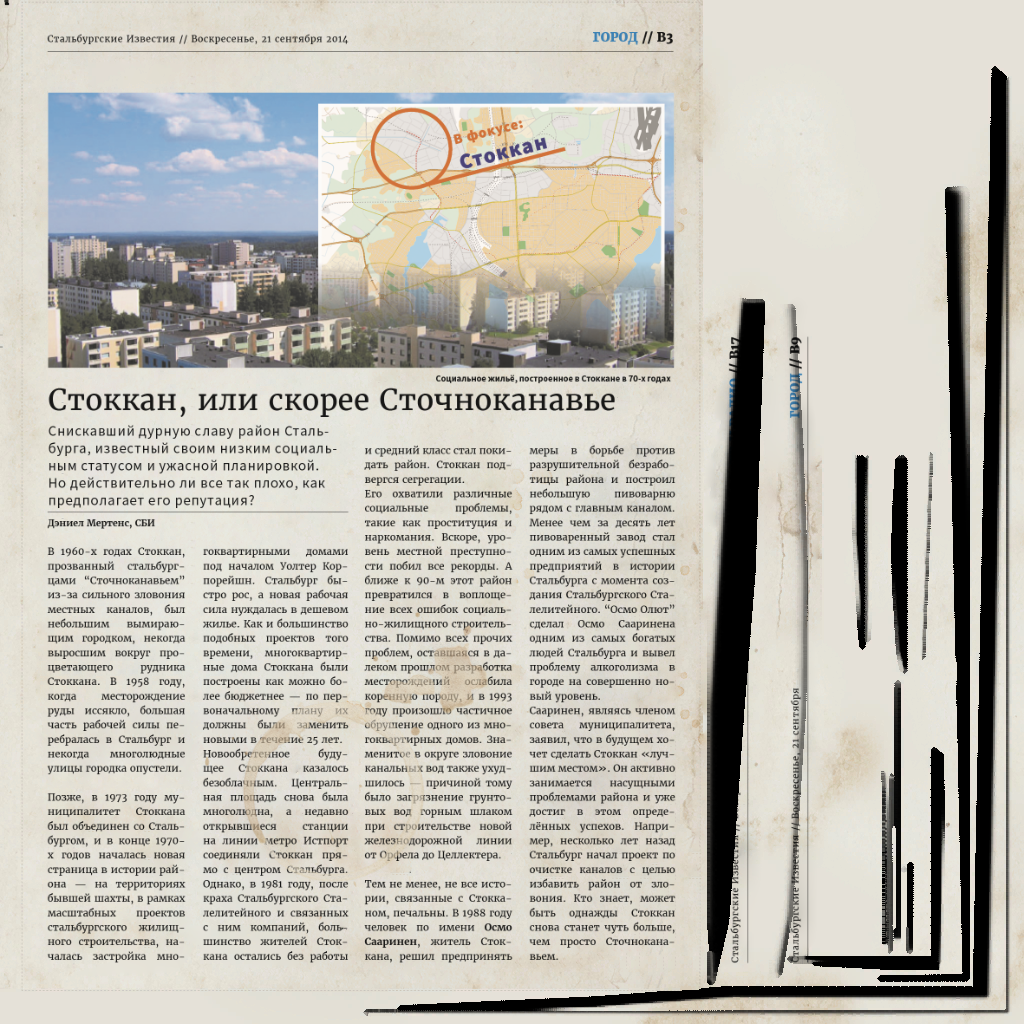 Стальбургские Известия // Воскресенье, 21 сентября 2014
ГОРОД // B3
В фокусе:
Стоккан
Социальное жильё, построенное в Стоккане в 70-х годах
Стоккан, или скорее Сточноканавье
Снискавший дурную славу район Сталь-
бурга, известный своим низким социаль-
ным статусом и ужасной планировкой.
Но действительно ли все так плохо, как
предполагает его репутация?
Дэниел Мертенс, СБИ
В 1960-х годах Стоккан,
прозванный стальбург-
цами “Сточноканавьем”
из-за сильного зловония
местных каналов, был
небольшим вымираю-
щим городком, некогда
выросшим вокруг про-
цветающего рудника
Стоккана. В 1958 году,
когда месторождение
руды иссякло, большая
часть рабочей силы пе-
ребралась в Стальбург и
некогда многолюдные
улицы городка опустели.
Позже, в 1973 году му-
ниципалитет Стоккана
был объединен со Сталь-
бургом, и в конце 1970-
х годов началась новая
страница в истории рай-
она — на территориях
бывшей шахты, в рамках
масштабных проектов
стальбургского жилищ-
ного строительства, на-
чалась застройка мно-
гоквартирными домами
под началом Уолтер Кор-
порейшн. Стальбург бы-
стро рос, а новая рабочая
сила нуждалась в дешевом
жилье. Как и большинство
подобных проектов того
времени, многоквартир-
ные дома Стоккана были
построены как можно бо-
лее бюджетнее — по пер-
воначальному плану их
должны были заменить
новыми в течение 25 лет.
Новообретенное буду-
щее Стоккана казалось
безоблачным. Централь-
ная площадь снова была
многолюдна, а недавно
открывшиеся станции
на линии метро Истпорт
соединяли Стоккан пря-
мо с центром Стальбурга.
Однако, в 1981 году, после
краха Стальбургского Ста-
лелитейного и связанных
с ним компаний, боль-
шинство жителей Сток-
кана остались без работы
и средний класс стал поки-
дать район. Стоккан под-
вергся сегрегации.
Его охватили различные
социальные проблемы,
такие как проституция и
наркомания. Вскоре, уро-
вень местной преступно-
сти побил все рекорды. А
ближе к 90-м этот район
превратился в воплоще-
ние всех ошибок социаль-
но-жилищного строитель-
ства. Помимо всех прочих
проблем, оставшаяся в да-
леком прошлом разработка
месторождений ослабила
коренную породу, и в 1993
году произошло частичное
обрушение одного из мно-
гоквартирных домов. Зна-
менитое в округе зловоние
канальных вод также ухуд-
шилось — причиной тому
было загрязнение грунто-
вых вод горным шлаком
при строительстве новой
железнодорожной линии
от Орфела до Целлектера.
Тем не менее, не все исто-
рии, связанные с Стокка-
ном, печальны. В 1988 году
человек по имени Осмо
Сааринен, житель Сток-
кана, решил предпринять
меры в борьбе против
разрушительной безрабо-
тицы района и построил
небольшую пивоварню
рядом с главным каналом.
Менее чем за десять лет
пивоваренный завод стал
одним из самых успешных
предприятий в истории
Стальбурга с момента соз-
дания Стальбургского Ста-
лелитейного. “Осмо Олют”
сделал Осмо Сааринена
одним из самых богатых
людей Стальбурга и вывел
проблему алкоголизма в
городе на совершенно но-
вый уровень.
Сааринен, являясь членом
совета муниципалитета,
заявил, что в будущем хо-
чет сделать Стоккан «луч-
шим местом». Он активно
занимается насущными
проблемами района и уже
достиг в этом опреде-
лённых успехов. Напри-
мер, несколько лет назад
Стальбург начал проект по
очистке каналов с целью
избавить район от зло-
вония. Кто знает, может
быть однажды Стоккан
снова станет чуть больше,
чем просто Сточнокана-
вьем.
Стальбургские Известия //
// B17
Стальбургские Известия // Воскресенье, 21 сентября
ГОРОД // B9